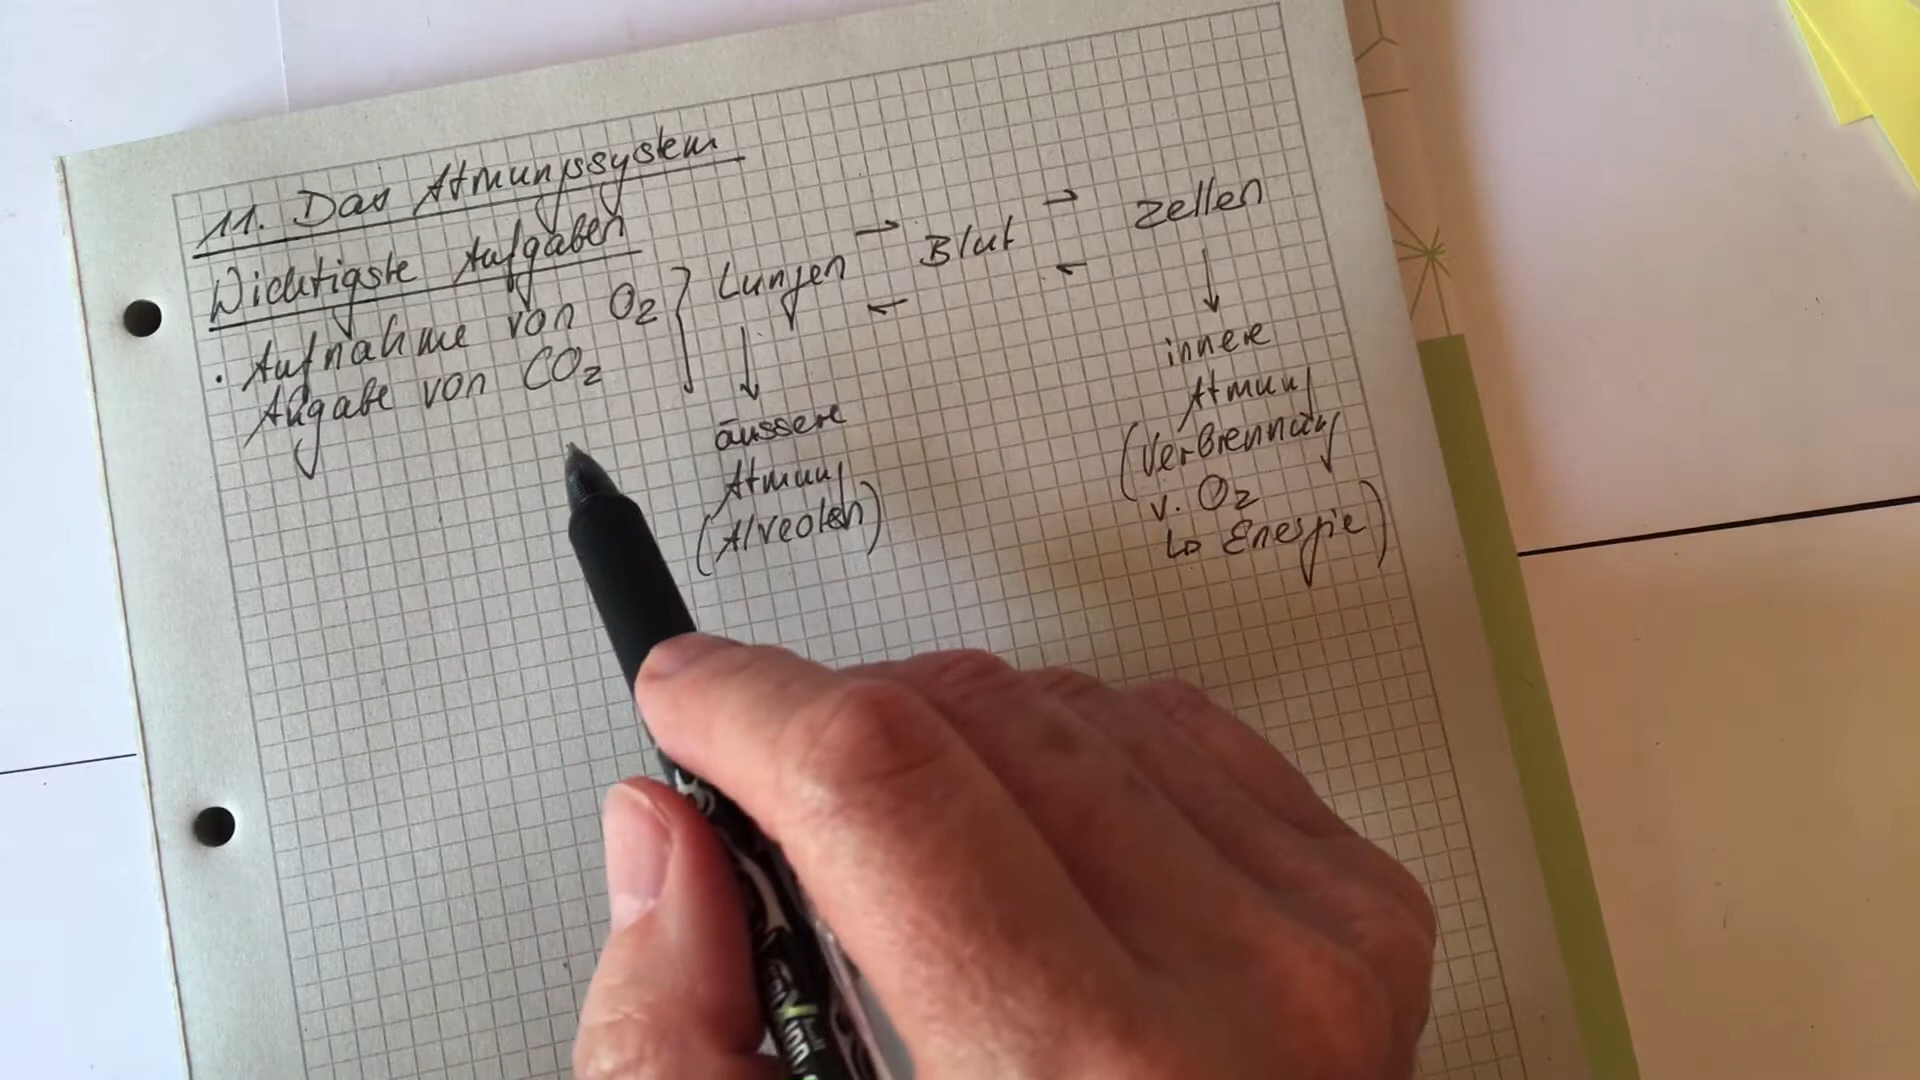 11. Das Atmungssystem
Wichtigste Aufgaben
· Aufnahme von O2 } Lungen → Blut → Zellen
← ←
Abgabe von CO2
↓ ↓
äussere
Atmung
(Alveolen)
innere
Atmung
(Verbrennung
v. O2
↳ Energie)